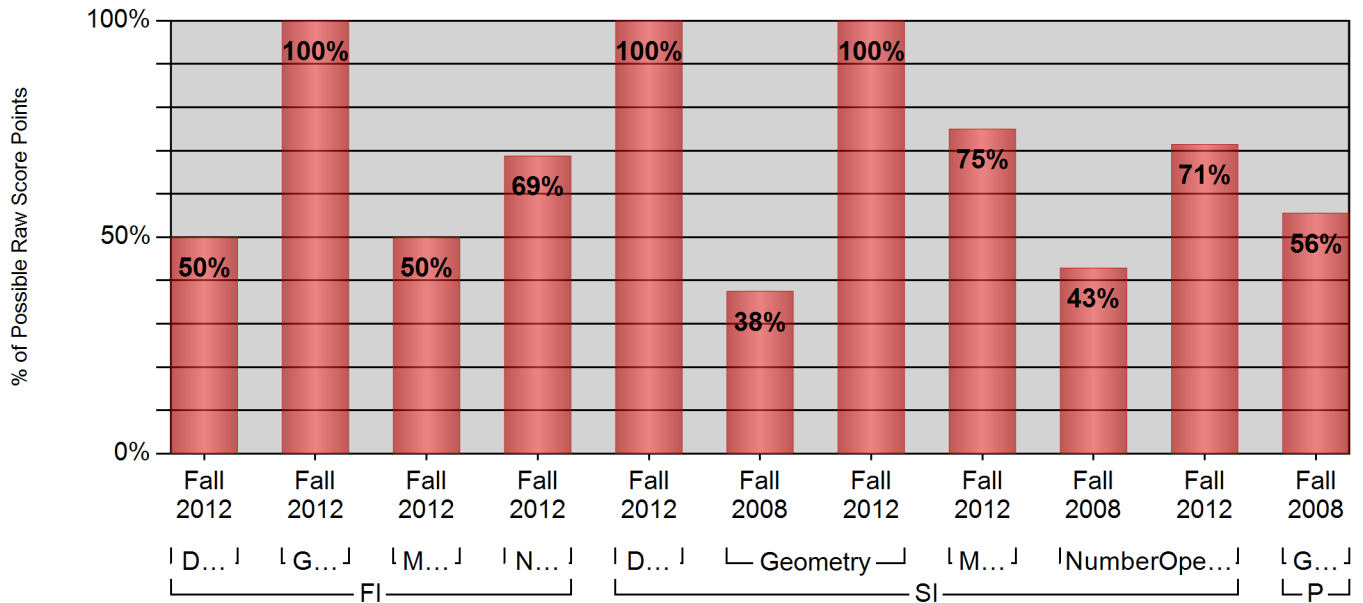 % of Possible Raw Score Points
100%
50%
0%
50%
100%
50%
69%
100%
38%
100%
75%
43%
71%
56%
Fall 2012
Fall 2012
Fall 2012
Fall 2012
Fall 2012
Fall 2008
Fall 2012
Fall 2012
Fall 2008
Fall 2012
Fall 2008
D... G... M... N... D... Geometry M... NumberOpe... G...
FI SI P